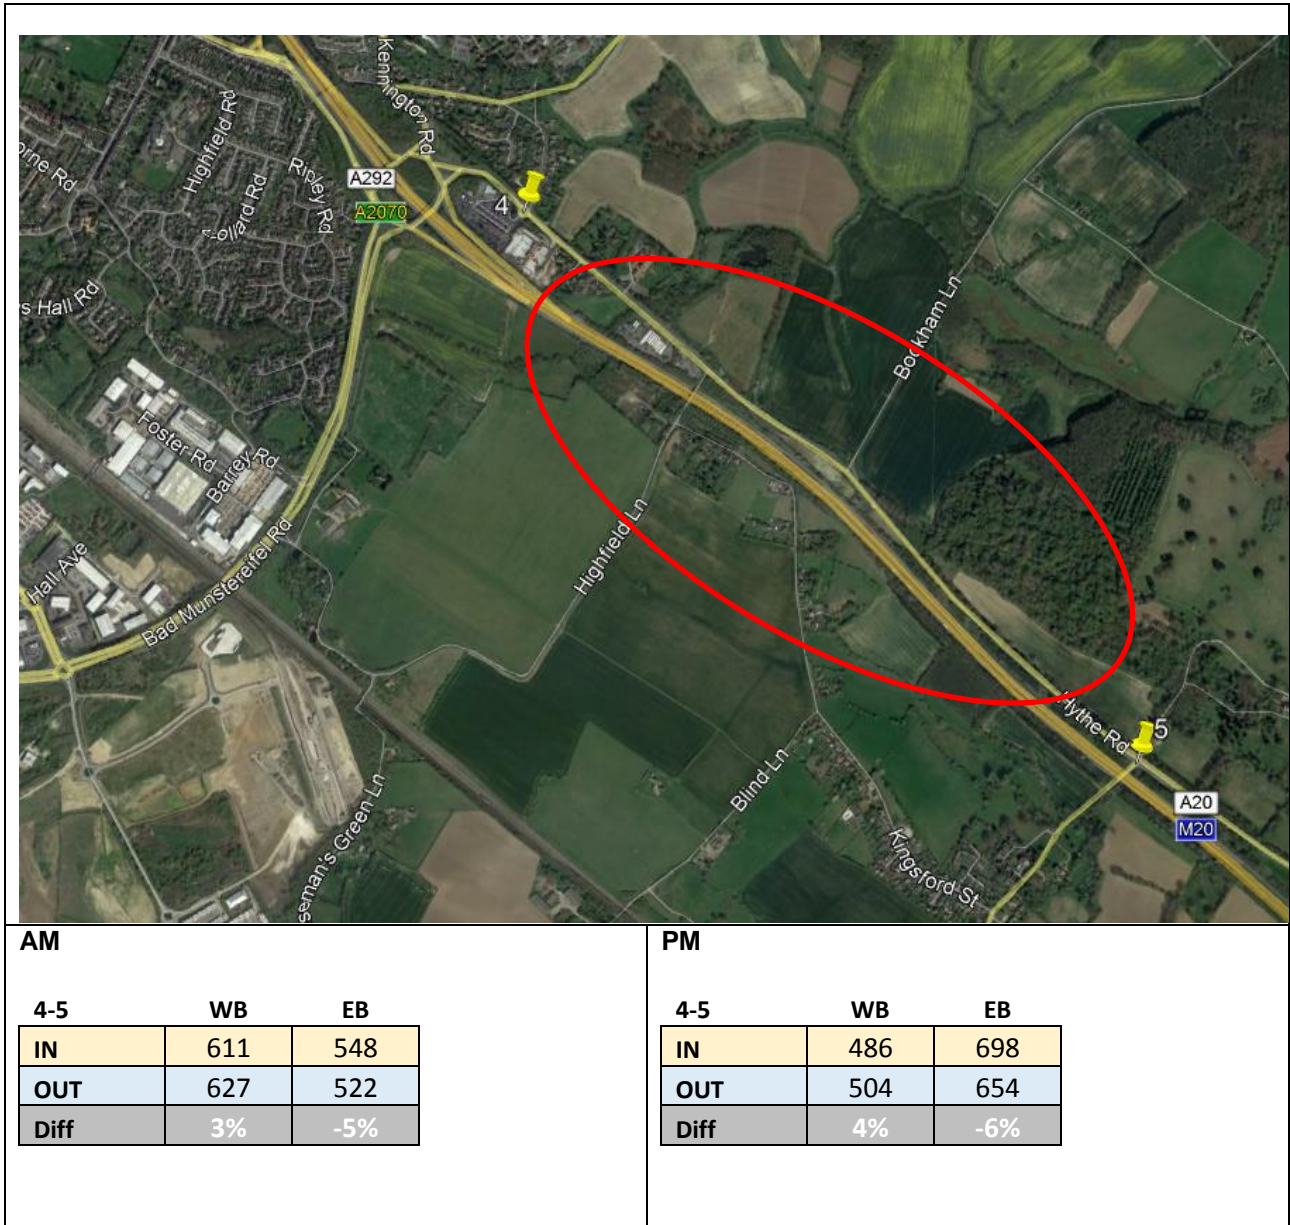 Kennington Rd
Highfield Rd
Ripley Rd
A292
A2070
4
orne Rd
s Hall Rd
Bockham Ln
Foster Rd
Barrey Rd
Highfield Ln
Hall Ave
Bad Munstereifel Rd
Hythe Rd
5
Blind Ln
A20
M20
Kingsford St
seman's Green Ln
AM
4-5 WB EB
IN 611 548
OUT 627 522
Diff 3% -5%
PM
4-5 WB EB
IN 486 698
OUT 504 654
Diff 4% -6%